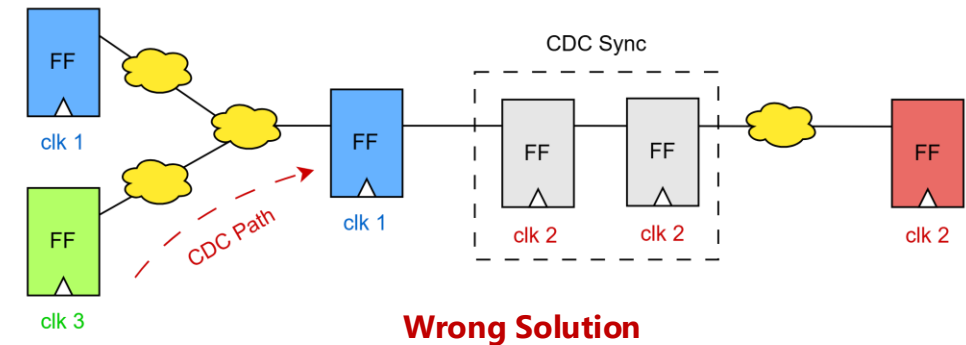 FF
clk 1
FF
clk 3
CDC Path
FF
clk 1
CDC Sync
FF
clk 2
FF
clk 2
FF
clk 2
Wrong Solution